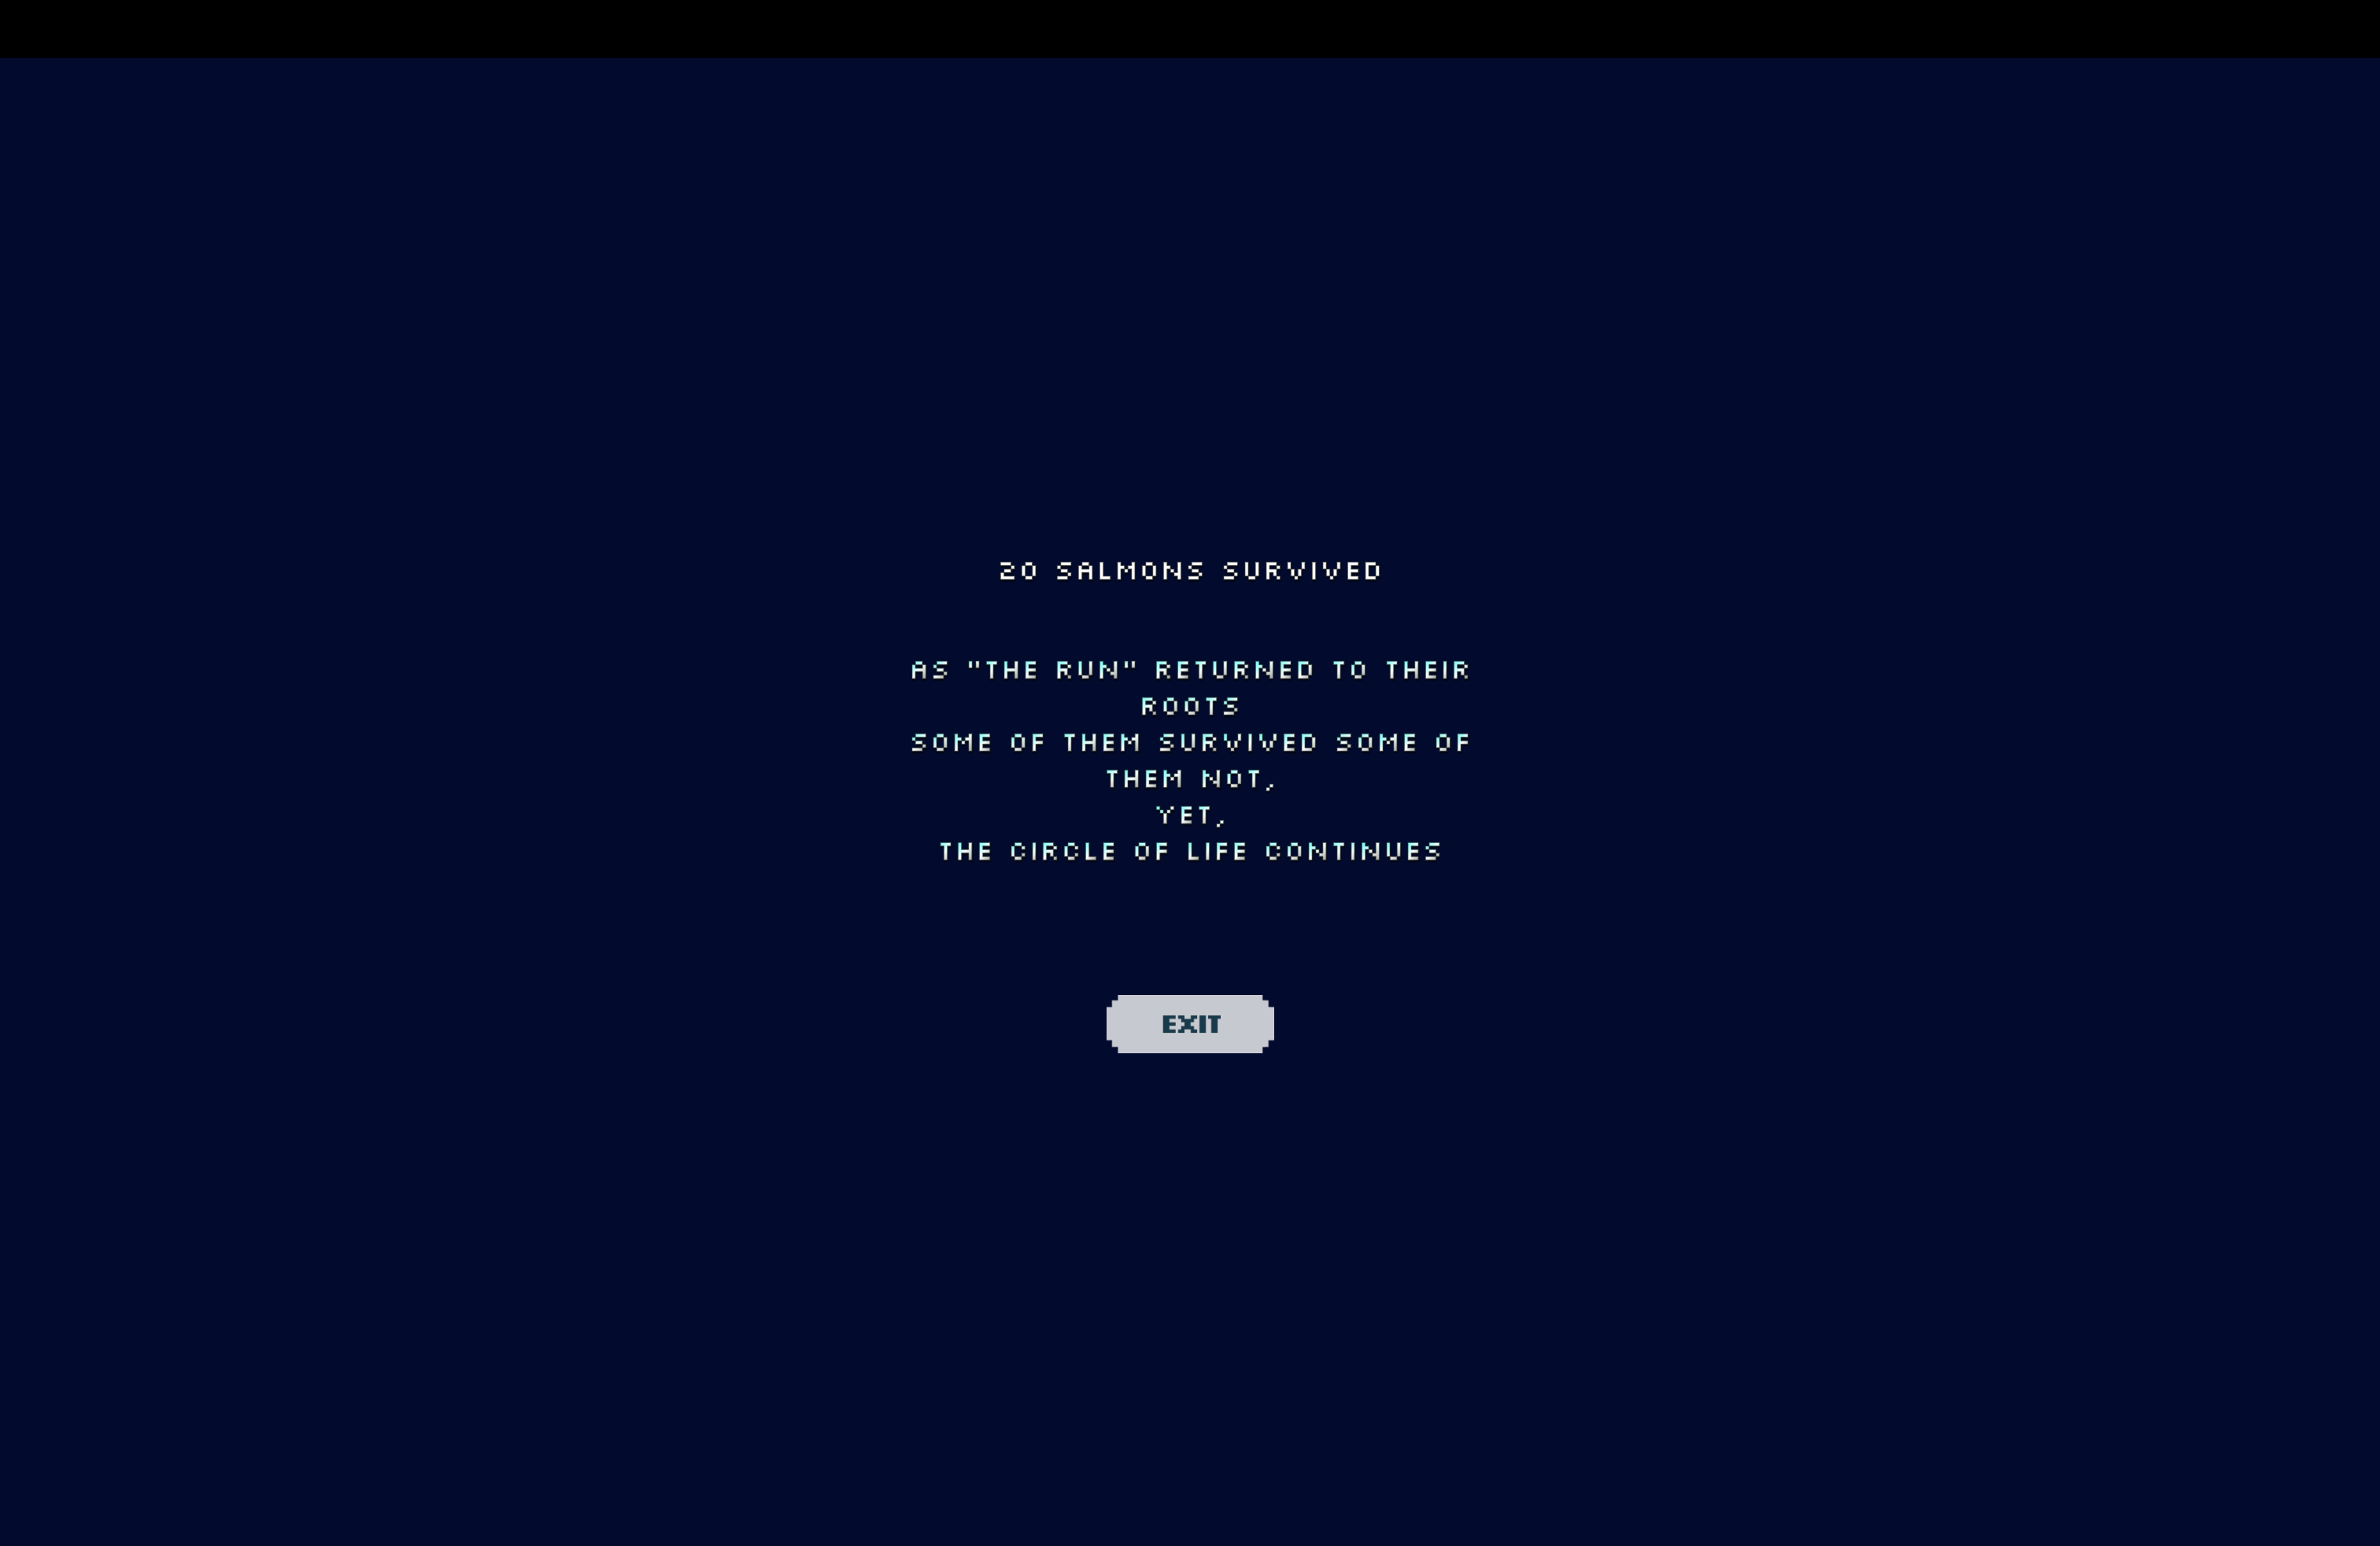 20 SALMONS SURVIVED
AS "THE RUN" RETURNED TO THEIR
ROOTS
SOME OF THEM SURVIVED SOME OF
THEM NOT,
YET,
THE CIRCLE OF LIFE CONTINUES
EXIT